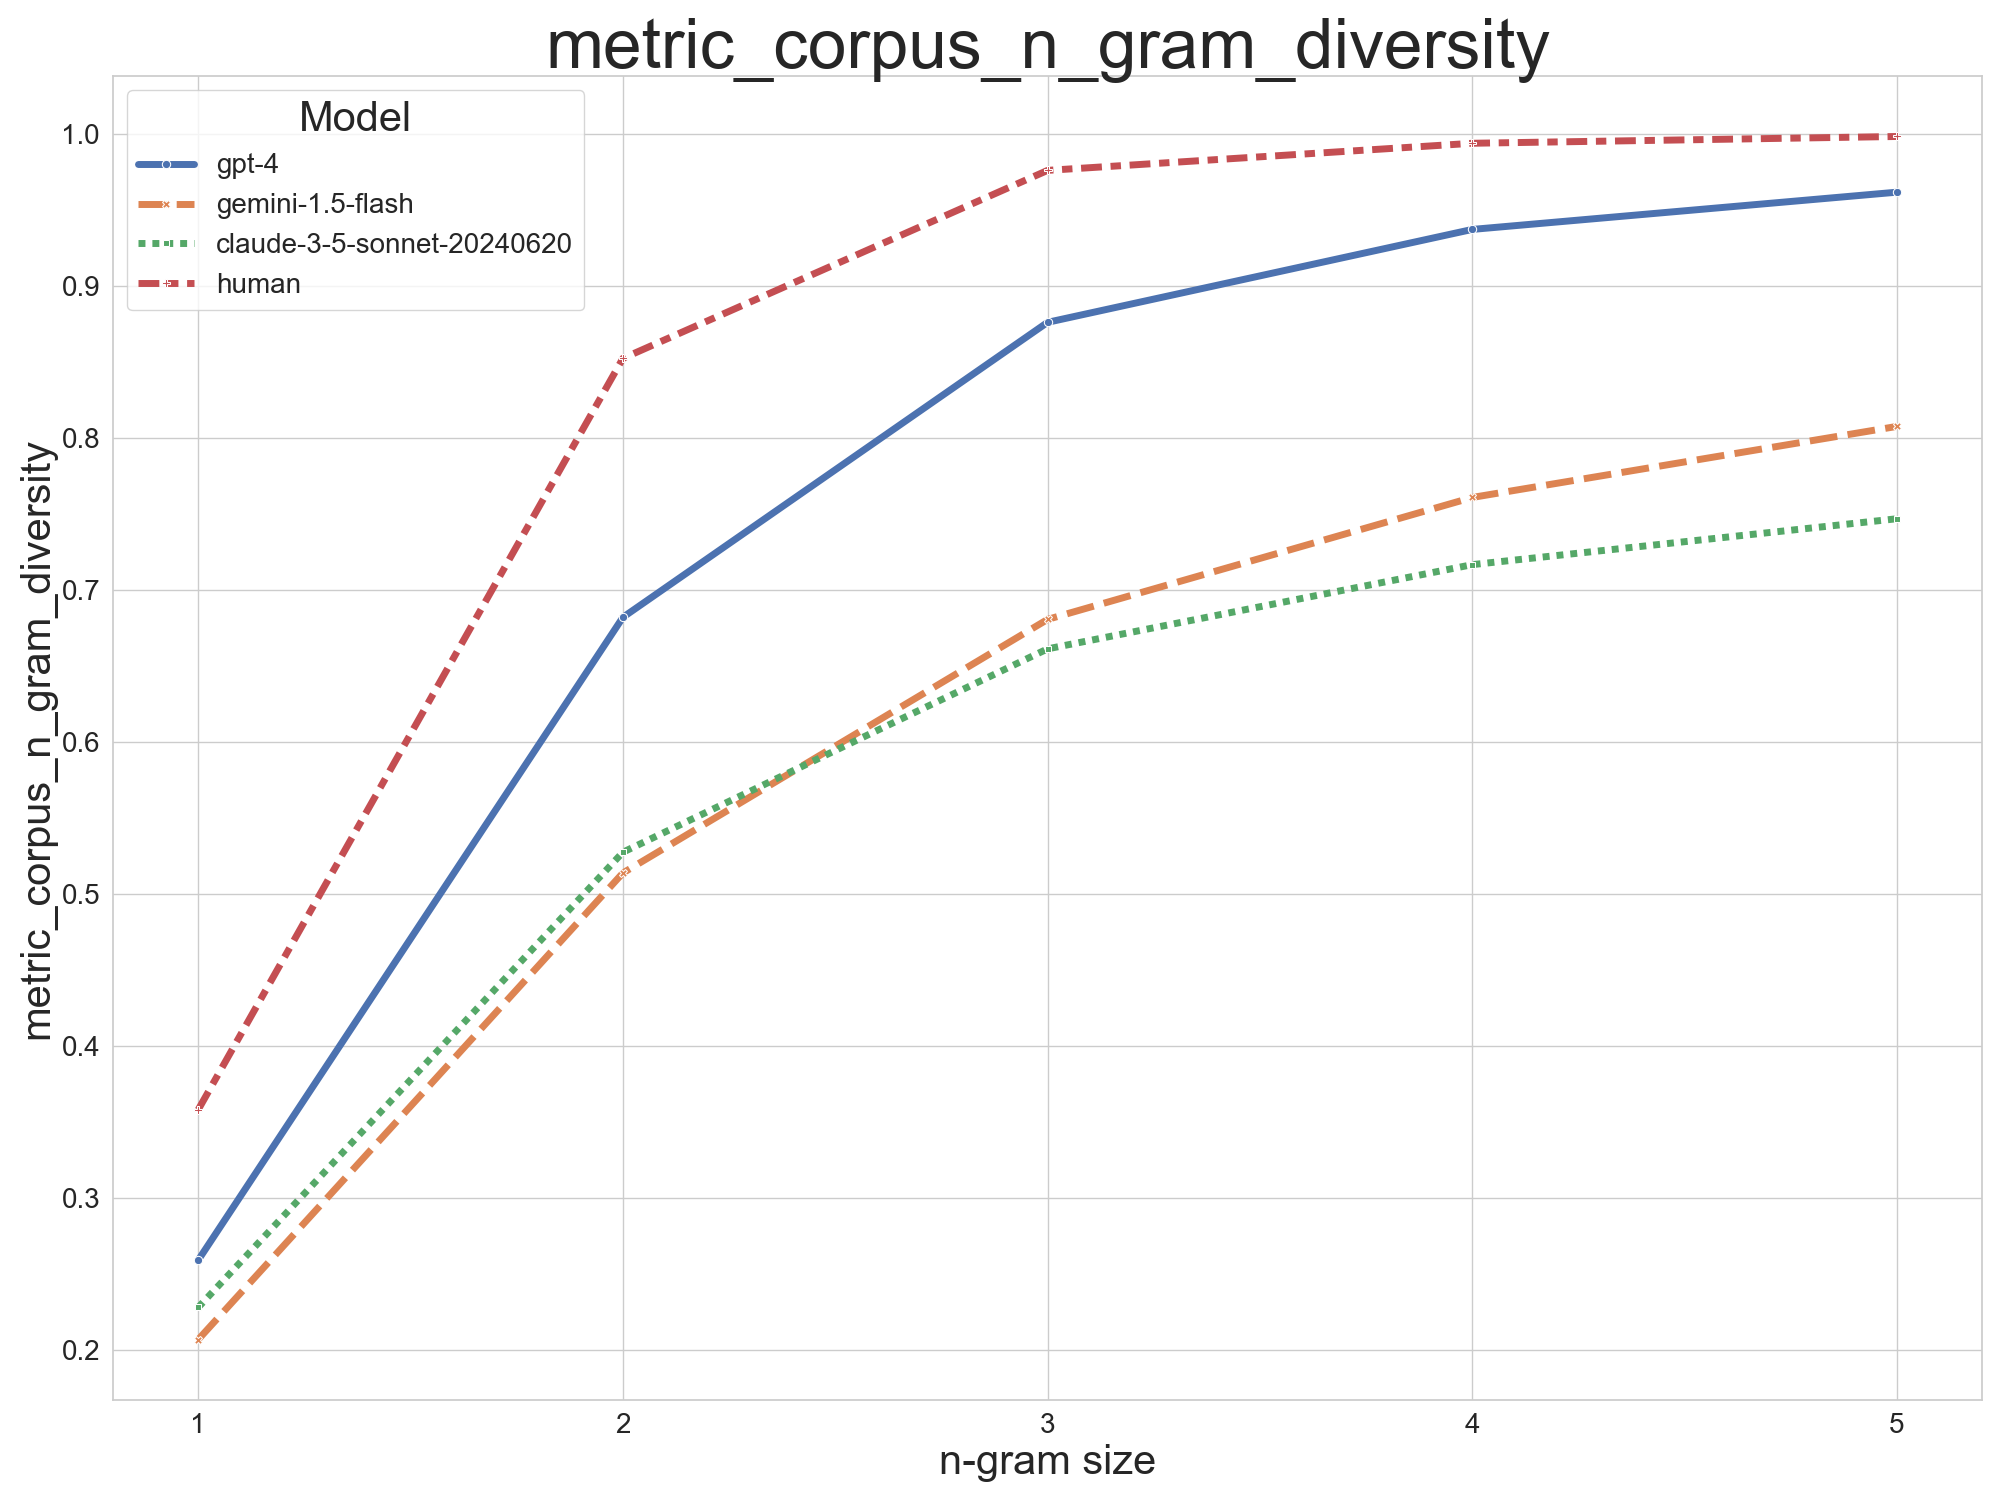 metric_corpus_n_gram_diversity
Model
gpt-4
gemini-1.5-flash
claude-3-5-sonnet-20240620
human
metric_corpus_n_gram_diversity
1.0
0.9
0.8
0.7
0.6
0.5
0.4
0.3
0.2
1 2 3 4 5
n-gram size